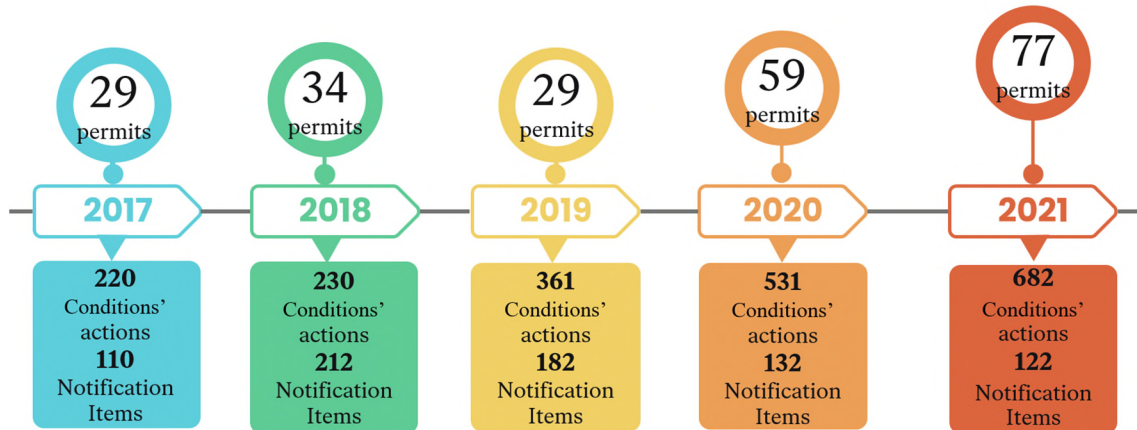 29
permits
34
permits
29
permits
59
permits
77
permits
2017
2018
2019
2020
2021
220
Conditions’
actions
110
Notification
Items
230
Conditions’
actions
212
Notification
Items
361
Conditions’
actions
182
Notification
Items
531
Conditions’
actions
132
Notification
Items
682
Conditions’
actions
122
Notification
Items